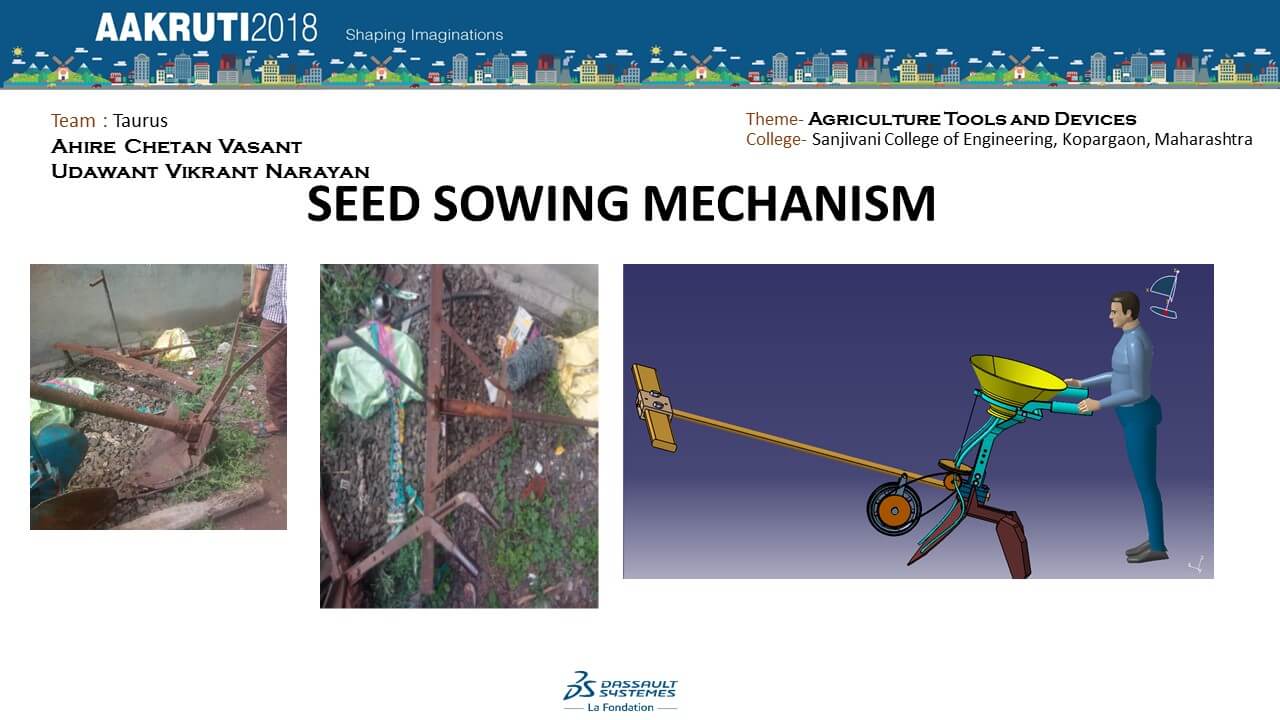 AAKRUTI2018 Shaping Imaginations
Team : Taurus
AHIRE CHETAN VASANT
UDAWANT VIKRANT NARAYAN
Theme- AGRICULTURE TOOLS AND DEVICES
College- Sanjivani College of Engineering, Kopargaon, Maharashtra
SEED SOWING MECHANISM
DASSAULT
SYSTEMES
La Fondation